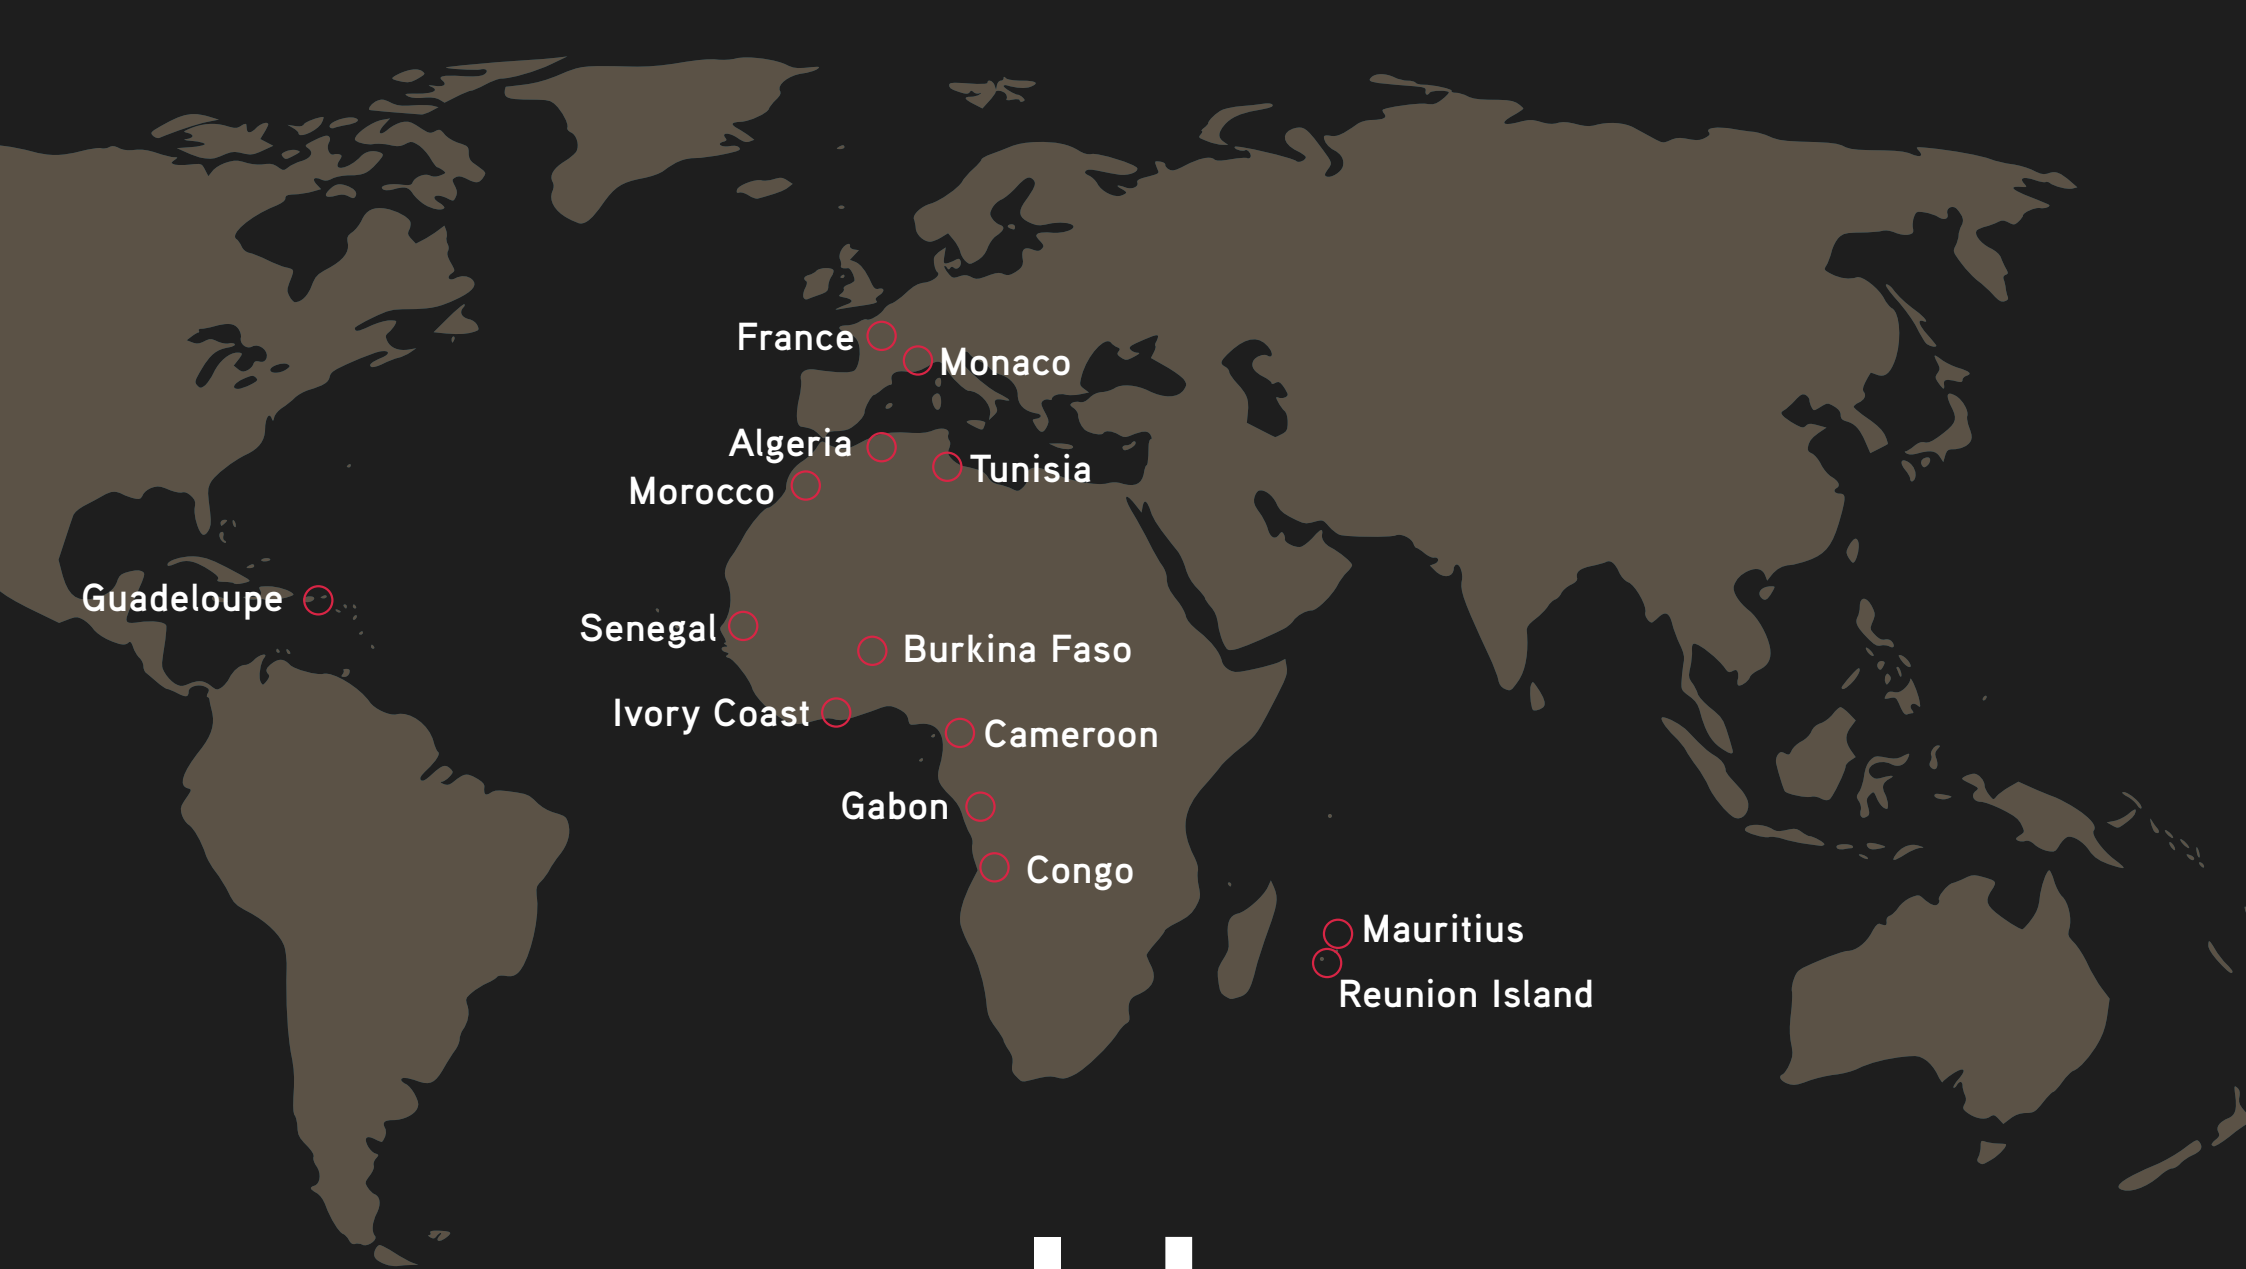 France
Monaco
Algeria
Tunisia
Morocco
Guadeloupe
Senegal
Burkina Faso
Ivory Coast
Cameroon
Gabon
Congo
Mauritius
Reunion Island